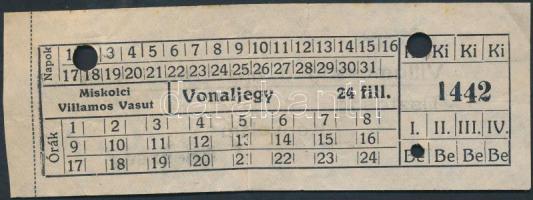 Napok
1 3 4 5 6 7 8 9 10 11 12 13 14 15 16
17 18 19 20 21 22 23 24 25 26 27 28 29 30 31
Miskolci
Villamos Vasut
Vonaljegy 24 fill.
Órák
1 2 3 4 5 6 7 8
9 10 11 12 13 14 15 16
17 18 19 20 21 22 23 24
Ki Ki Ki Ki
1442
I. II. III. IV.
Be Be Be Be